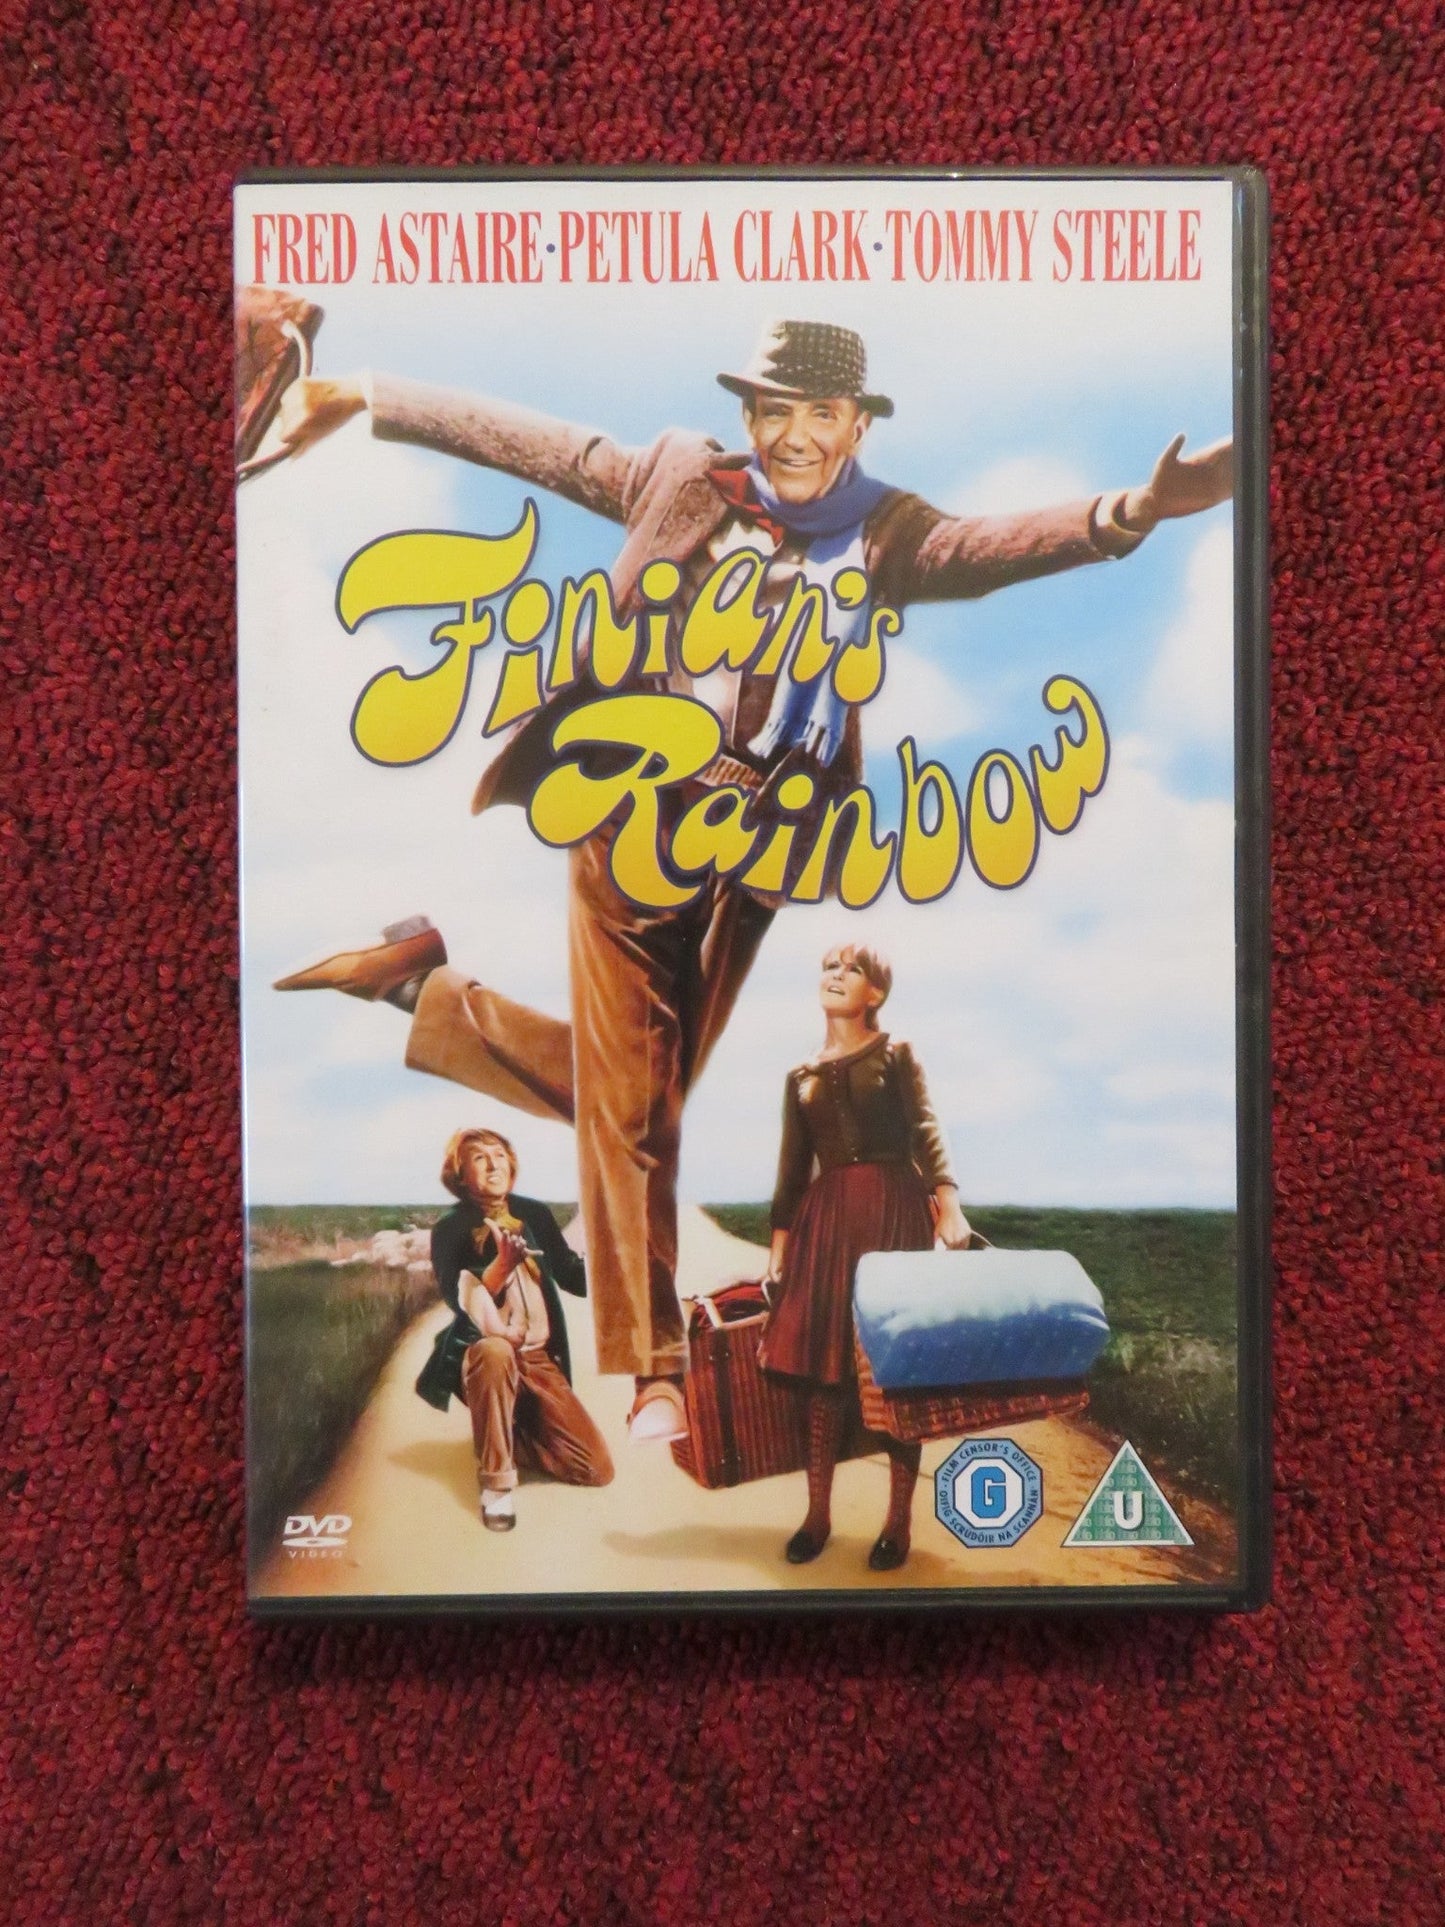 FRED ASTAIRE·PETULA CLARK·TOMMY STEELE
Finian's
Rainbow
DVD
VIDEO
FILM CENSOR'S OFFICE
G
OIFIG SCRÚDÓIR NA SCANNÁN
U